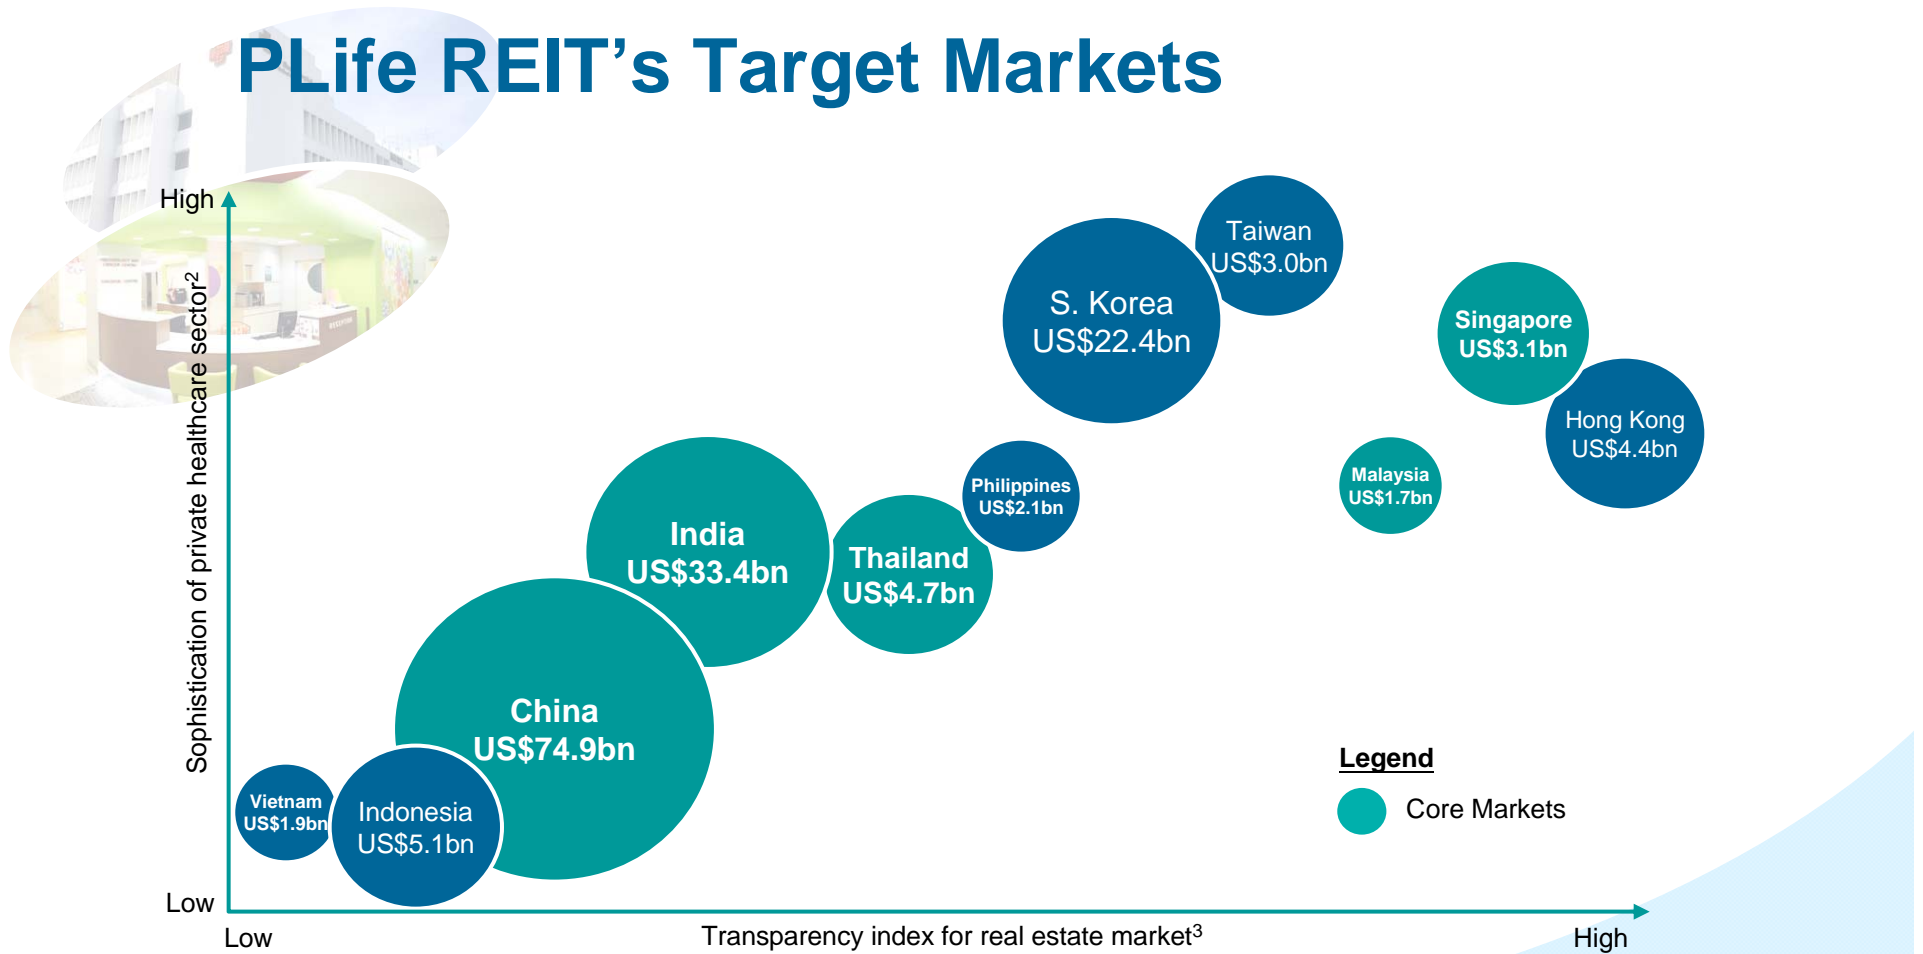 PLife REIT’s Target Markets
High
Sophistication of private healthcare sector2
Taiwan
US$3.0bn
S. Korea
US$22.4bn
Singapore
US$3.1bn
Hong Kong
US$4.4bn
Malaysia
US$1.7bn
Philippines
US$2.1bn
India
US$33.4bn
Thailand
US$4.7bn
China
US$74.9bn
Vietnam
US$1.9bn
Indonesia
US$5.1bn
Legend
Core Markets
Low
Low
Transparency index for real estate market3
High